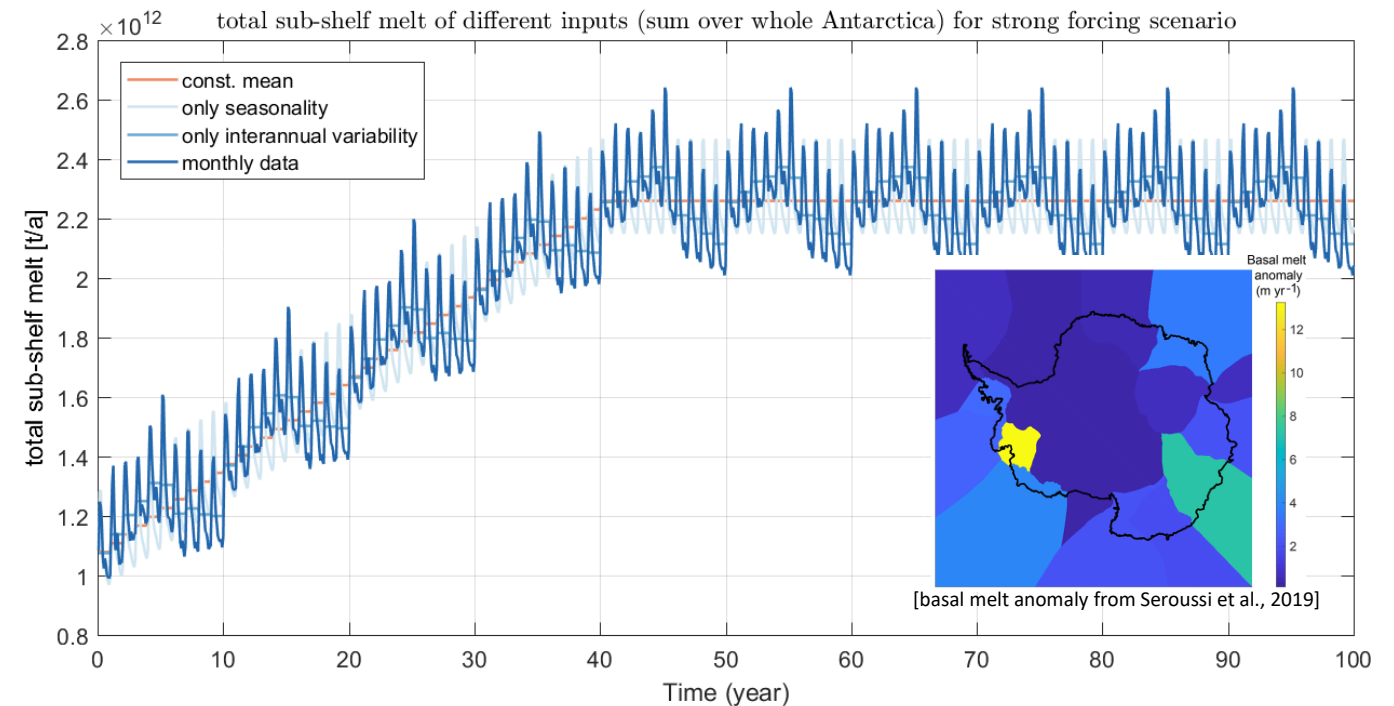 total sub-shelf melt of different inputs (sum over whole Antarctica) for strong forcing scenario
×10^12
2.8
2.6
2.4
2.2
2
1.8
1.6
1.4
1.2
1
0.8
total sub-shelf melt [t/a]
const. mean
only seasonality
only interannual variability
monthly data
Basal melt
anomaly
(m yr-1)
12
10
8
6
4
2
[basal melt anomaly from Seroussi et al., 2019]
0 10 20 30 40 50 60 70 80 90 100
Time (year)